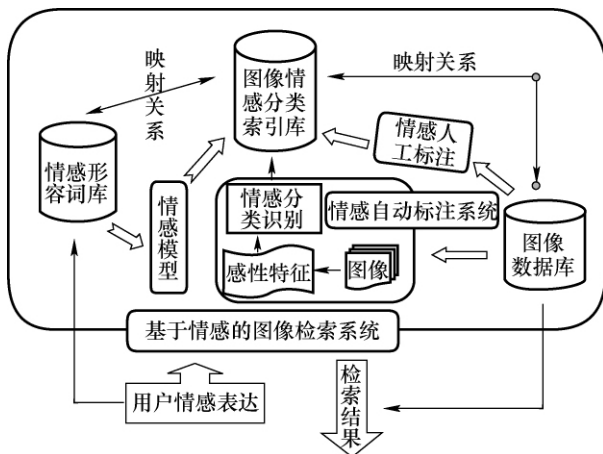 映射关系
图像情
感分类
索引库
映射关系
情感人
工标注
情感形
容词库
情感模型
情感分
类识别
情感自动标注系统
感性特征
图像
图像
数据库
基于情感的图像检索系统
用户情感表达
检索结果